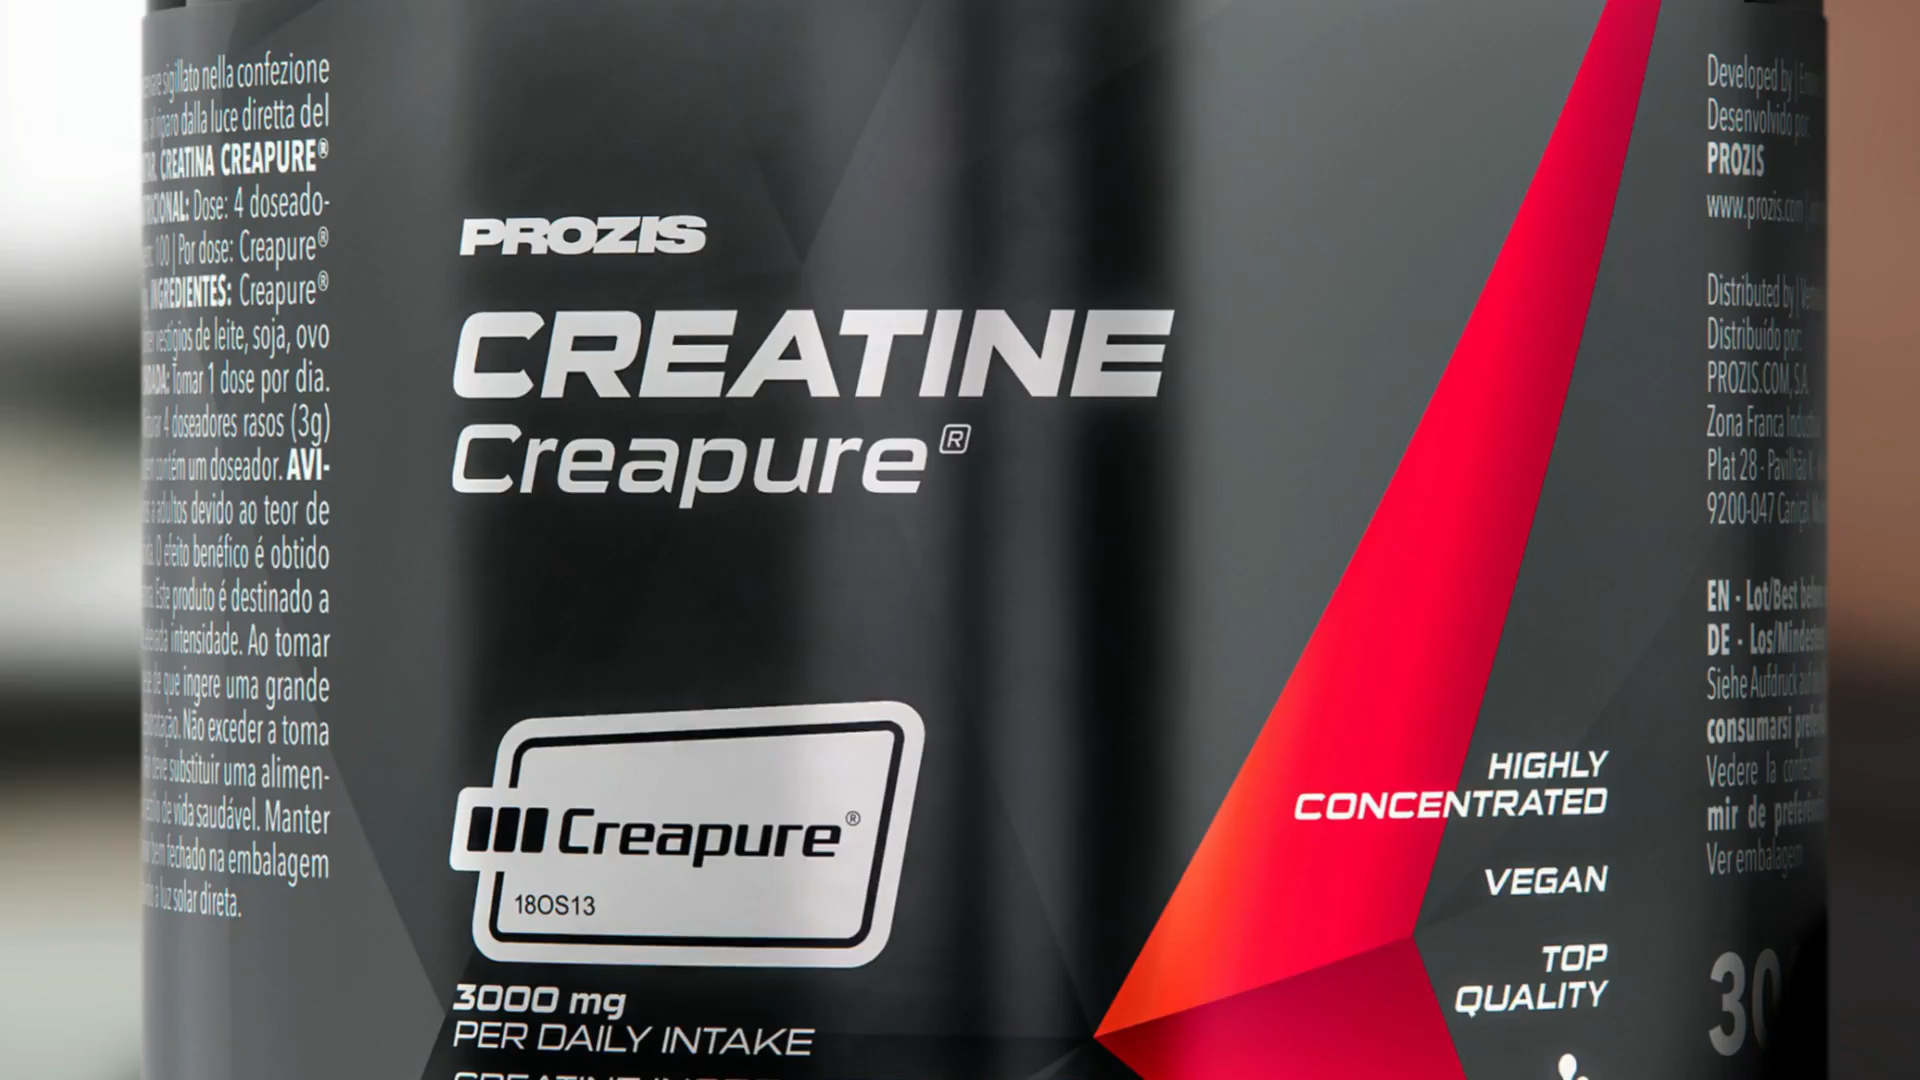 sigillato nella confezione
al riparo dalla luce diretta del
CREATINA CREAPURE®
Dose: 4 doseado-
100 | Por dose: Creapure®
INGREDIENTES: Creapure®
vestígios de leite, soja, ovo
Tomar 1 dose por dia.
4 doseadores rasos (3g)
contém um doseador. AVI-
a adultos devido ao teor de
O efeito benéfico é obtido
Este produto é destinado a
intensidade. Ao tomar
de que ingere uma grande
Não exceder a toma
deve substituir uma alimen-
de vida saudável. Manter
bem fechado na embalagem
a luz solar direta.
PROZIS
CREATINE
Creapure®
Creapure®
18OS13
3000 mg
PER DAILY INTAKE
HIGHLY
CONCENTRATED
VEGAN
TOP
QUALITY
Developed by |
Desenvolvido por:
PROZIS
www.prozis.com
Distributed by |
Distribuído por:
PROZIS.COM, S.A.
Zona Franca
Plat 28 - Pavilhão
9200-047 Caniçal,
EN - Lot/Best
DE -
Siehe Aufdruck
consumarsi
Vedere la
mir de
Ver embalagem